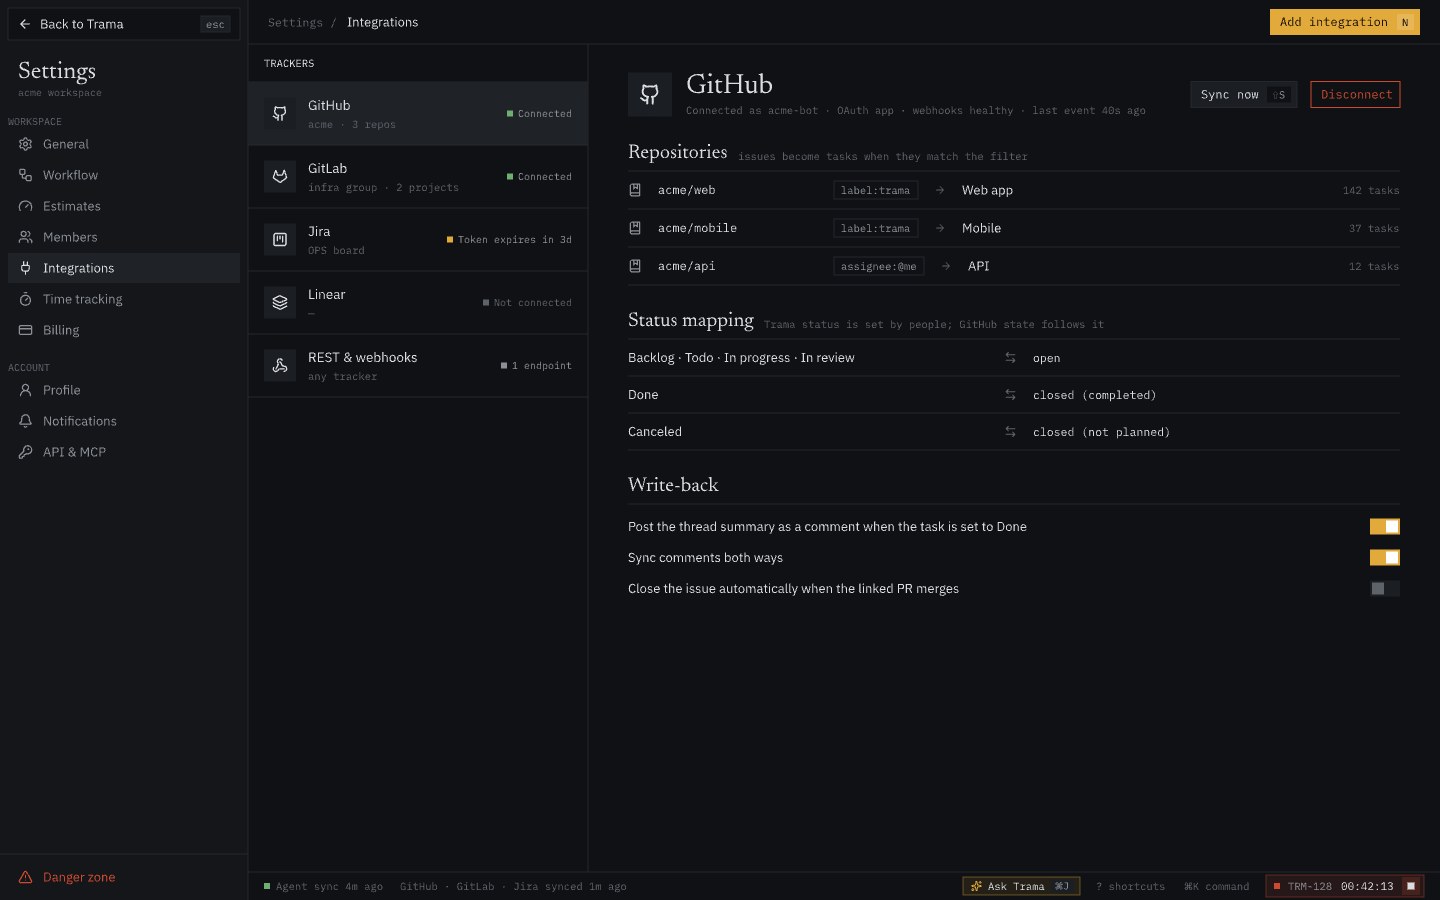 Back to Trama esc
Settings / Integrations
Add integration N
Settings
acme workspace
WORKSPACE
General
Workflow
Estimates
Members
Integrations
Time tracking
Billing
ACCOUNT
Profile
Notifications
API & MCP
Danger zone
TRACKERS
GitHub
acme · 3 repos
Connected
GitLab
infra group · 2 projects
Connected
Jira
OPS board
Token expires in 3d
Linear
—
Not connected
REST & webhooks
any tracker
1 endpoint
GitHub
Connected as acme-bot · OAuth app · webhooks healthy · last event 40s ago
Sync now ⇧S
Disconnect
Repositories issues become tasks when they match the filter
acme/web label:trama → Web app 142 tasks
acme/mobile label:trama → Mobile 37 tasks
acme/api assignee:@me → API 12 tasks
Status mapping Trama status is set by people; GitHub state follows it
Backlog · Todo · In progress · In review ⇆ open
Done ⇆ closed (completed)
Canceled ⇆ closed (not planned)
Write-back
Post the thread summary as a comment when the task is set to Done
Sync comments both ways
Close the issue automatically when the linked PR merges
Agent sync 4m ago GitHub · GitLab · Jira synced 1m ago
Ask Trama ⌘J
? shortcuts
⌘K command
TRM-128 00:42:13